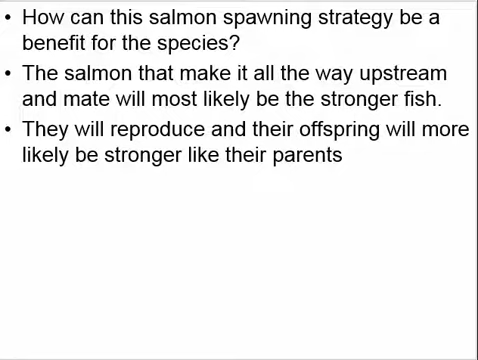 • How can this salmon spawning strategy be a
benefit for the species?
• The salmon that make it all the way upstream
and mate will most likely be the stronger fish.
• They will reproduce and their offspring will more
likely be stronger like their parents